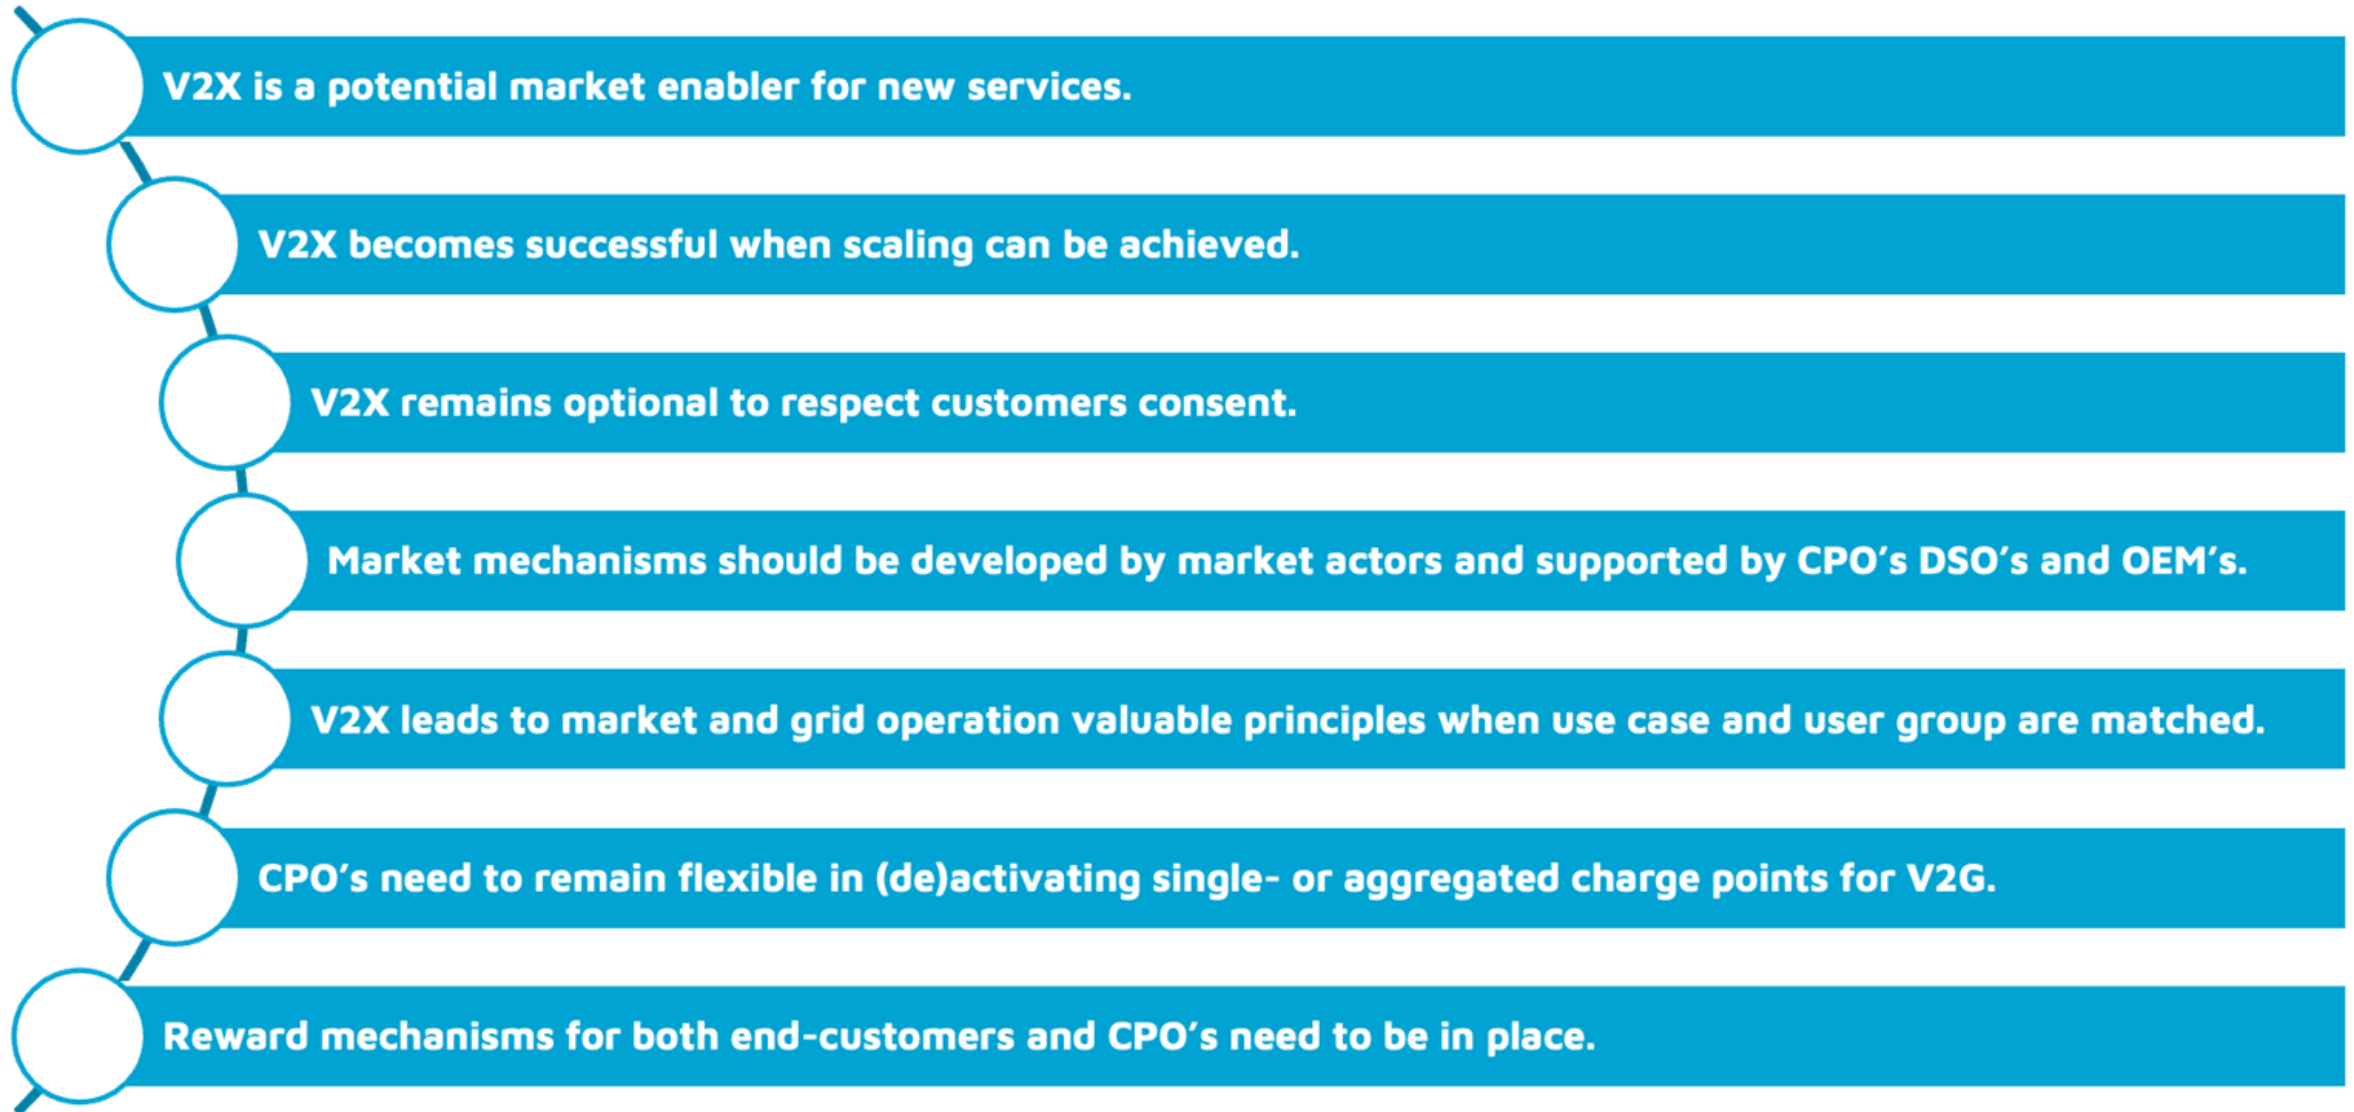 V2X is a potential market enabler for new services.
V2X becomes successful when scaling can be achieved.
V2X remains optional to respect customers consent.
Market mechanisms should be developed by market actors and supported by CPO’s DSO’s and OEM’s.
V2X leads to market and grid operation valuable principles when use case and user group are matched.
CPO’s need to remain flexible in (de)activating single- or aggregated charge points for V2G.
Reward mechanisms for both end-customers and CPO’s need to be in place.